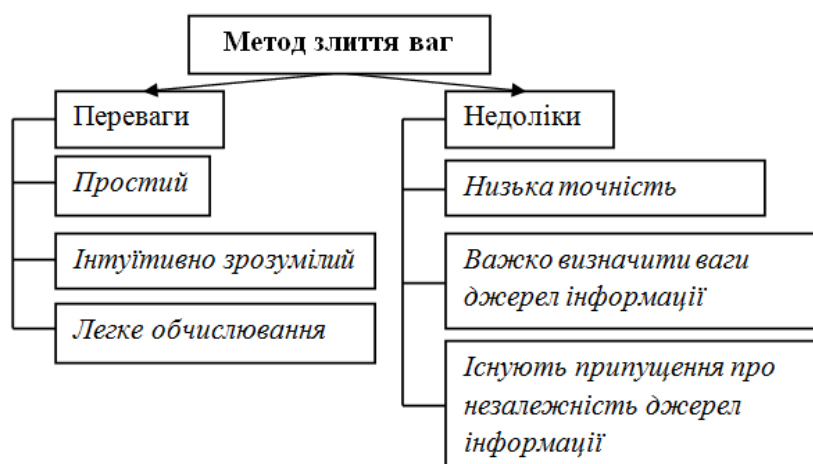 Метод злиття ваг
Переваги
Простий
Інтуїтивно зрозумілий
Легке обчислювання
Недоліки
Низька точність
Важко визначити ваги
джерел інформації
Існують припущення про
незалежність джерел
інформації